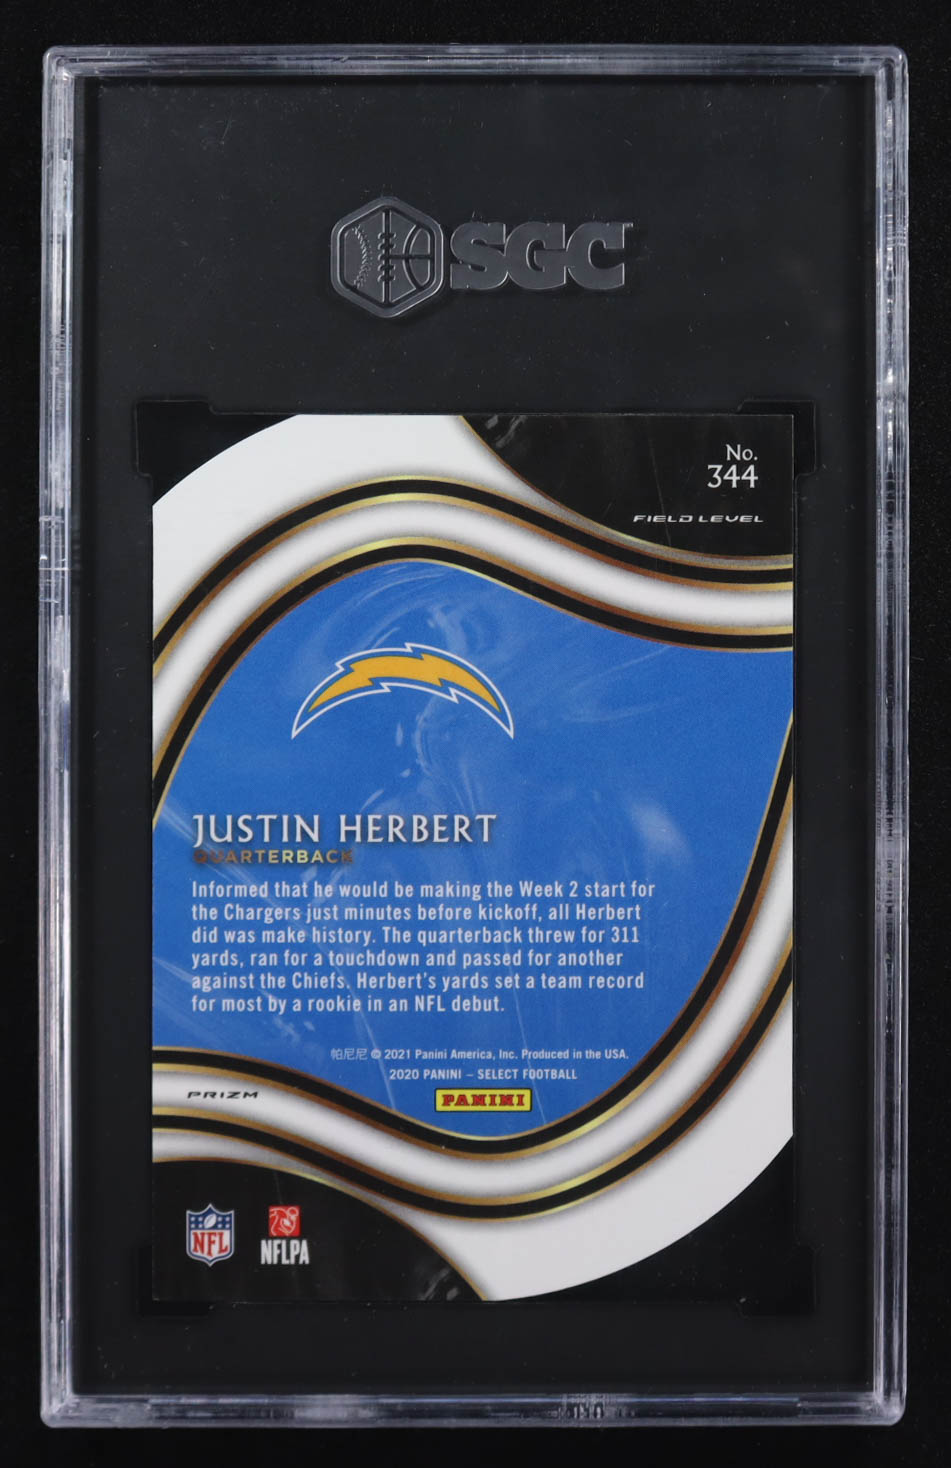 SGC
No.
344
FIELD LEVEL
JUSTIN HERBERT
QUARTERBACK
Informed that he would be making the Week 2 start for
the Chargers just minutes before kickoff, all Herbert
did was make history. The quarterback threw for 311
yards, ran for a touchdown and passed for another
against the Chiefs. Herbert's yards set a team record
for most by a rookie in an NFL debut.
帕尼尼 © 2021 Panini America, Inc. Produced in the USA.
2020 PANINI – SELECT FOOTBALL
PANINI
PRIZM
NFL
NFLPA